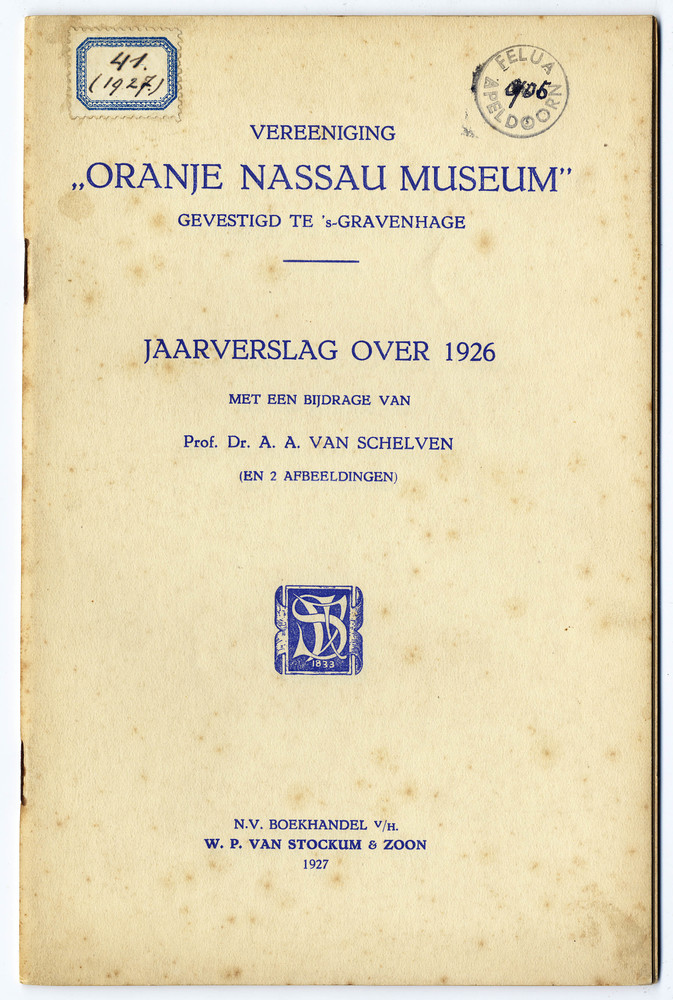 41.
(1927.)
FELUA
APELDOORN
VEREENIGING
„ORANJE NASSAU MUSEUM”
GEVESTIGD TE 's-GRAVENHAGE
JAARVERSLAG OVER 1926
MET EEN BIJDRAGE VAN
Prof. Dr. A. A. VAN SCHELVEN
(EN 2 AFBEELDINGEN)
1833
N.V. BOEKHANDEL V/H.
W. P. VAN STOCKUM & ZOON
1927